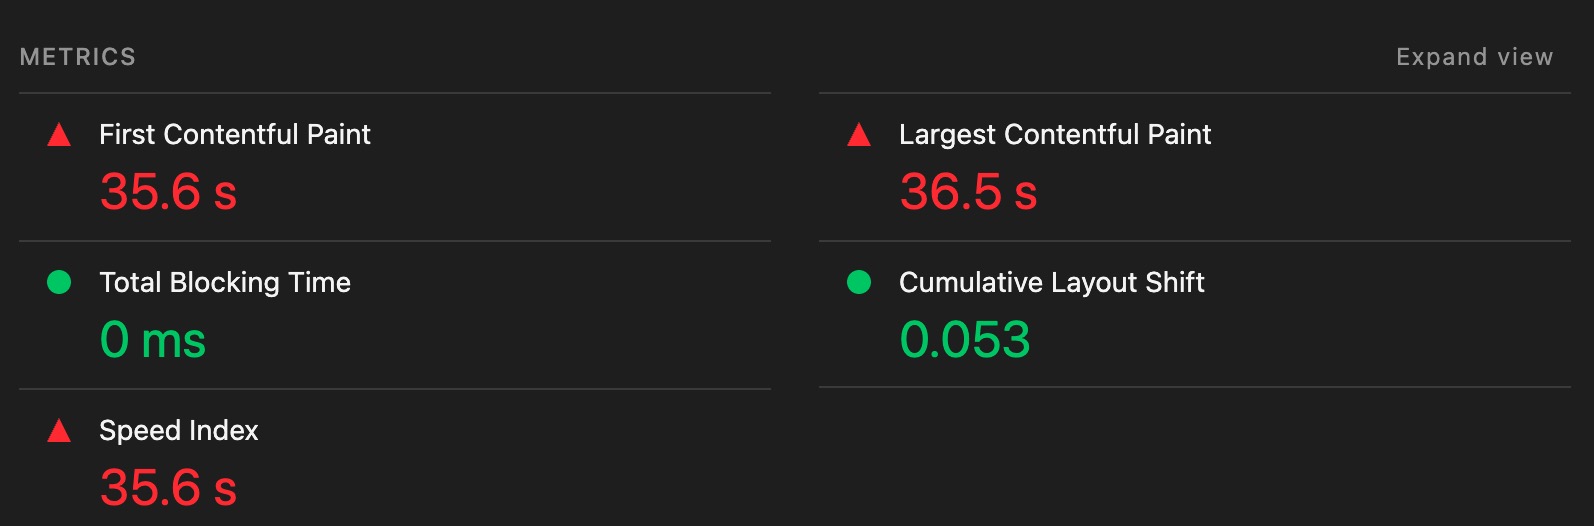 METRICS
Expand view
First Contentful Paint
35.6 s
Largest Contentful Paint
36.5 s
Total Blocking Time
0 ms
Cumulative Layout Shift
0.053
Speed Index
35.6 s